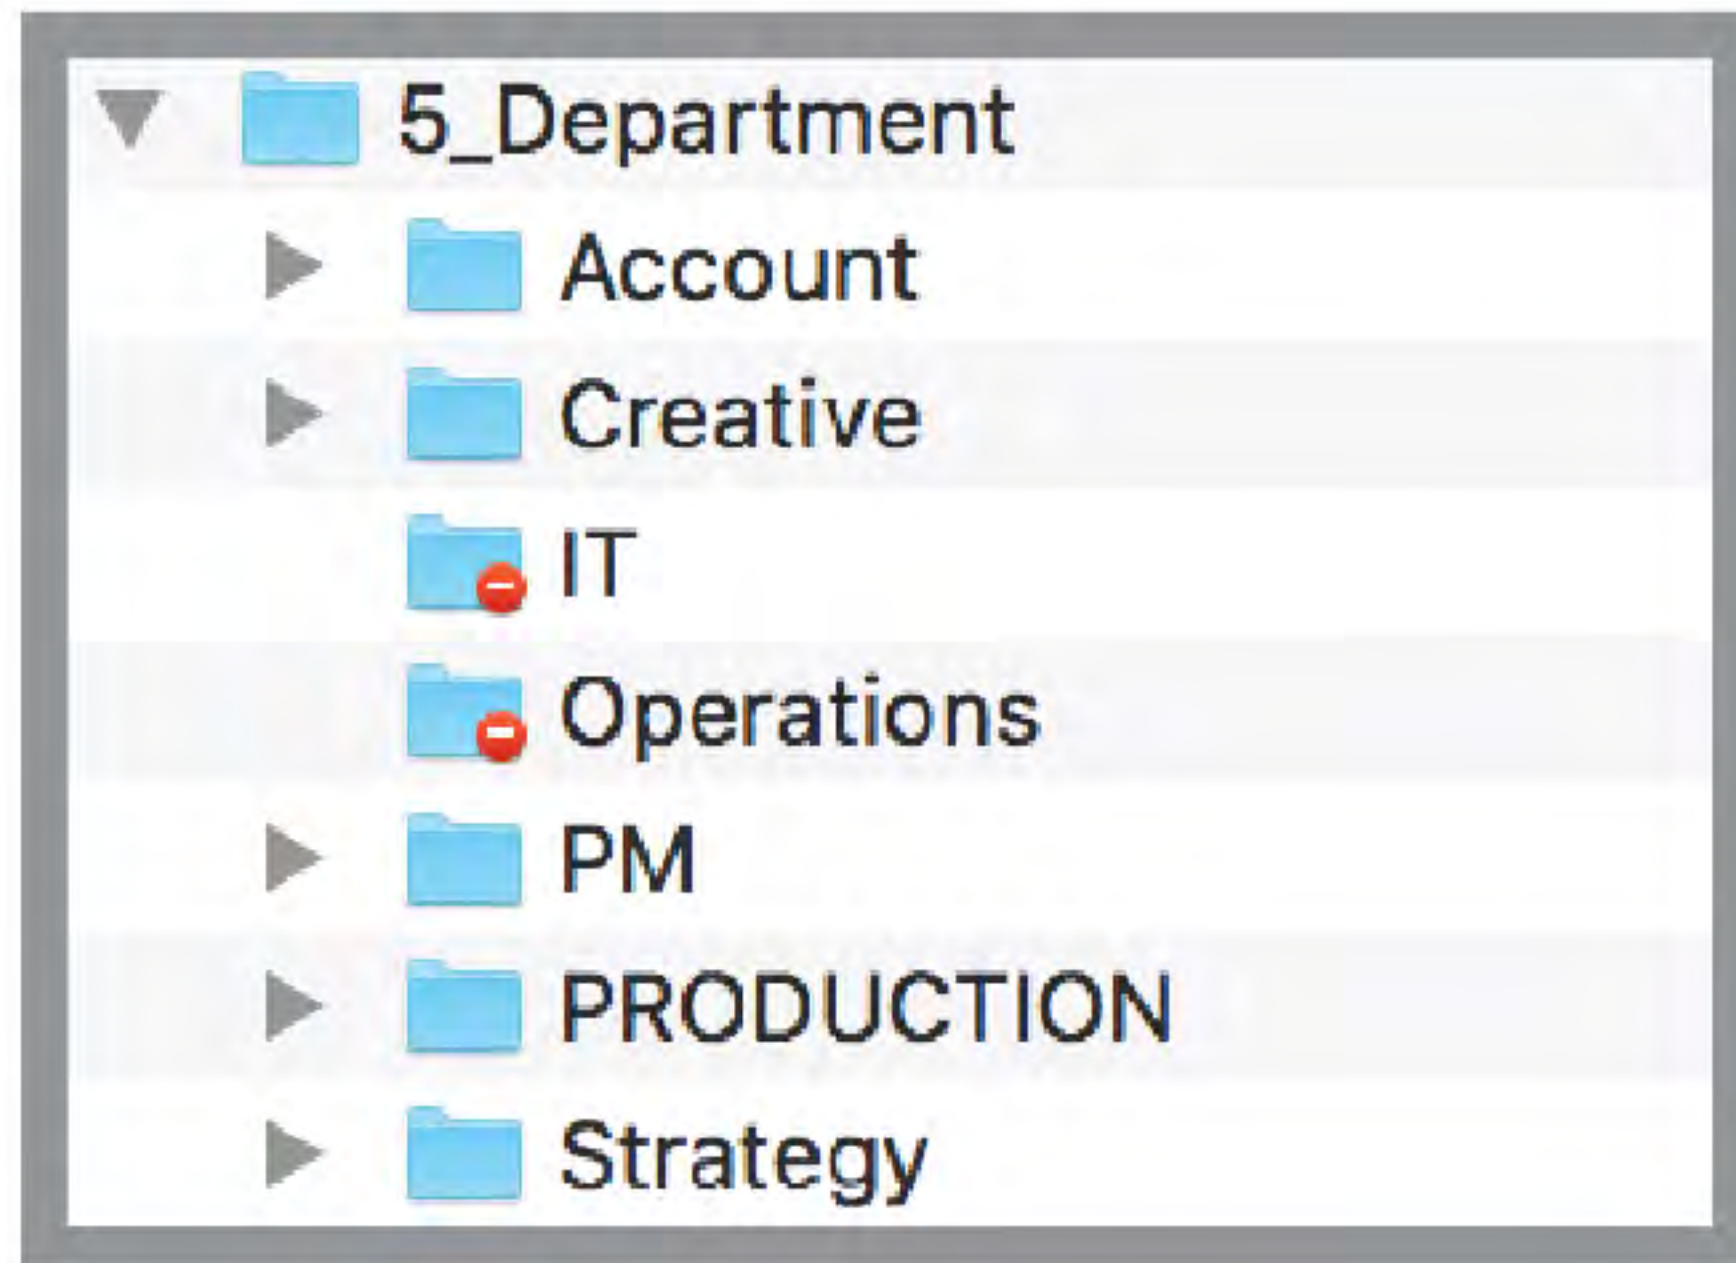 5_Department
Account
Creative
IT
Operations
PM
PRODUCTION
Strategy